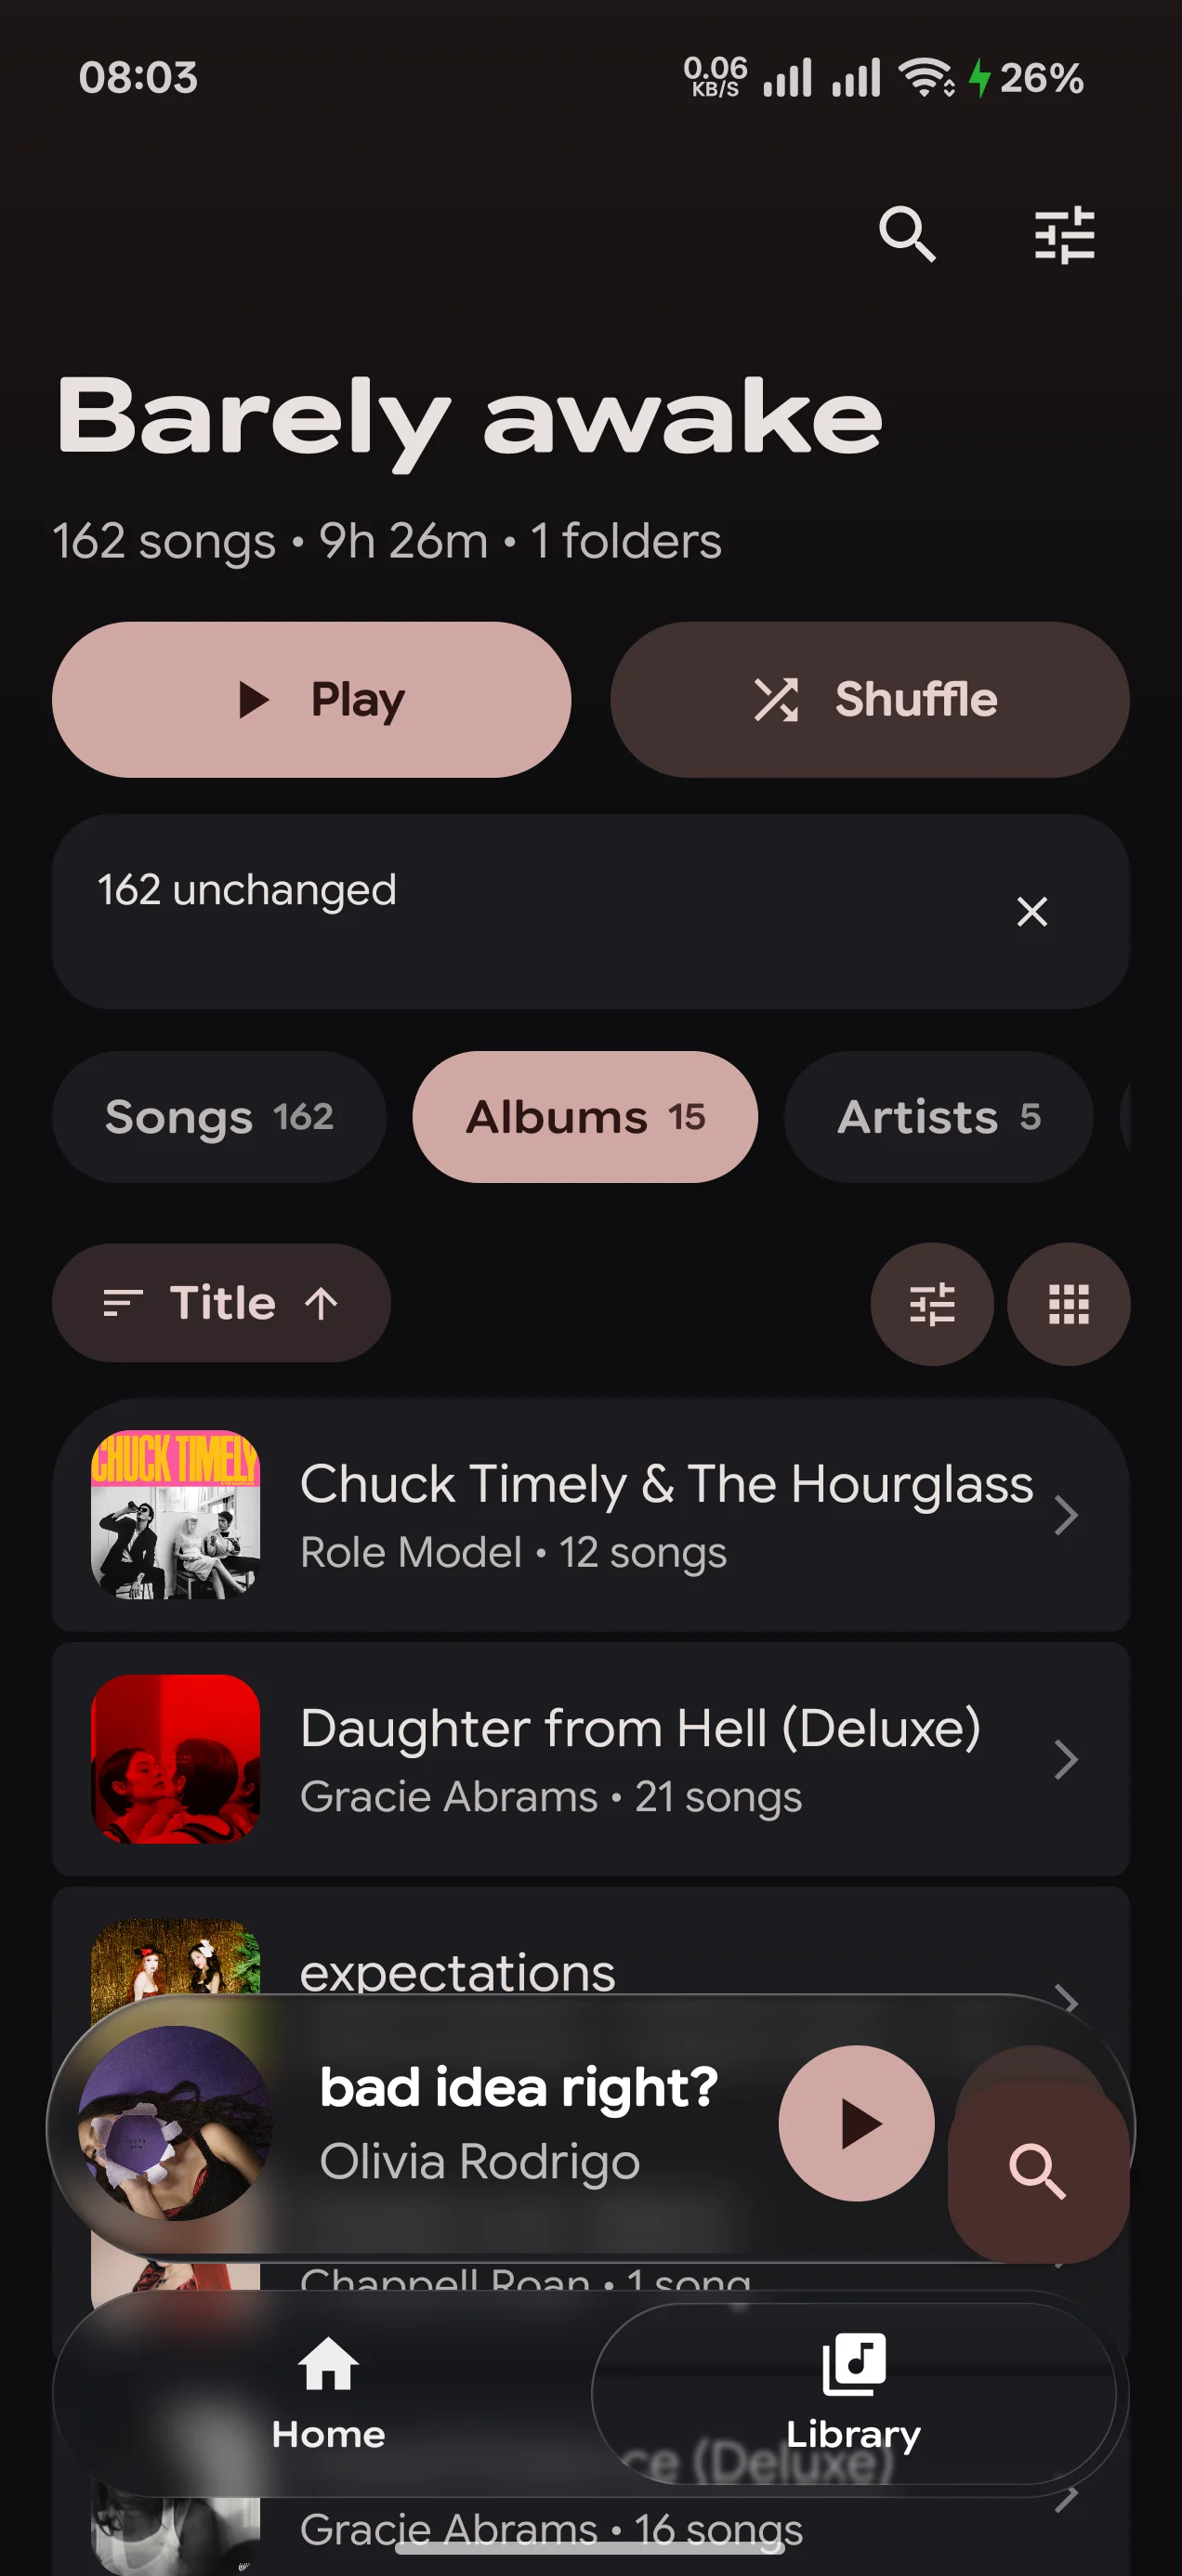 08:03
0.06
KB/S
26%
Barely awake
162 songs • 9h 26m • 1 folders
Play
Shuffle
162 unchanged
Songs 162
Albums 15
Artists 5
Title
CHUCK TIMELY
Chuck Timely & The Hourglass
Role Model • 12 songs
Daughter from Hell (Deluxe)
Gracie Abrams • 21 songs
expectations
bad idea right?
Olivia Rodrigo
Chappell Roan • 1 song
Home
Library
ce (Deluxe)
Gracie Abrams • 16 songs